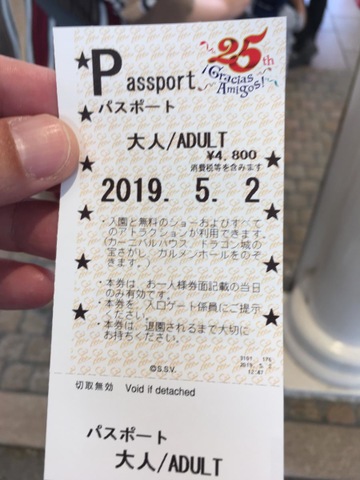 Passport
25th
¡Gracias Amigos!
パスポート
大人/ADULT
¥4,800
消費税等を含みます
2019. 5. 2
・入園と無料のショーおよびすべて
のアトラクションが利用できます。
(カーニバルハウス、ドラゴン城の
宝さがし、カルメンホールをのぞ
きます。)
・本券は、お一人様券面記載の当日
のみ有効です。
・本券を、入口ゲート係員にご提示
ください。
・本券は、退園されるまで大切に
お持ちください。
©S.S.V.
12:47
切取無効 Void if detached
パスポート
大人/ADULT